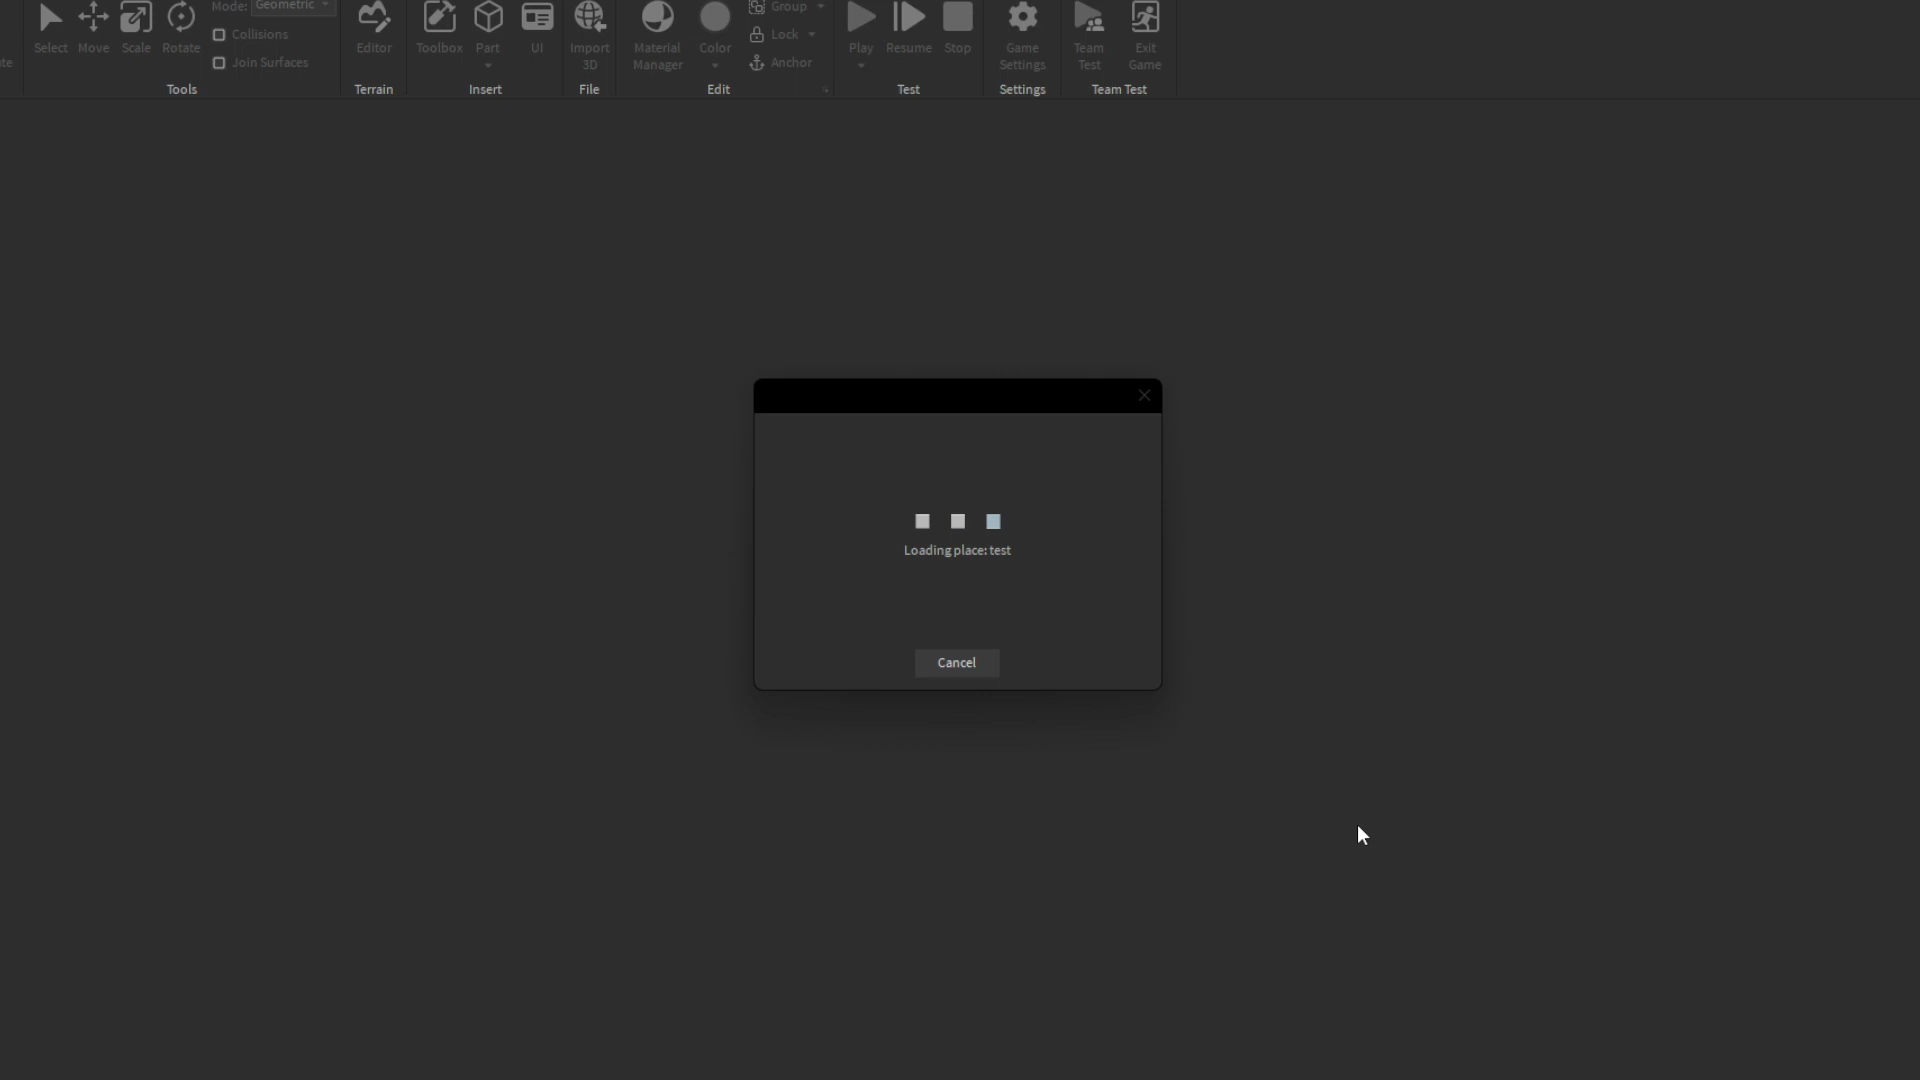 Mode: Geometric
Group
Collisions
Lock
Select Move Scale Rotate
Editor
Toolbox Part UI
Import
3D
Material
Manager
Color
Play Resume Stop
Game
Settings
Team
Test
Exit
Game
Join Surfaces
Anchor
te
Tools Terrain Insert File Edit Test Settings Team Test
Loading place: test
Cancel